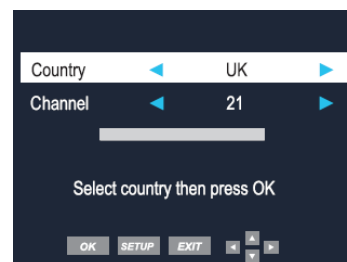 Country UK
Channel 21
Select country then press OK
OK SETUP EXIT